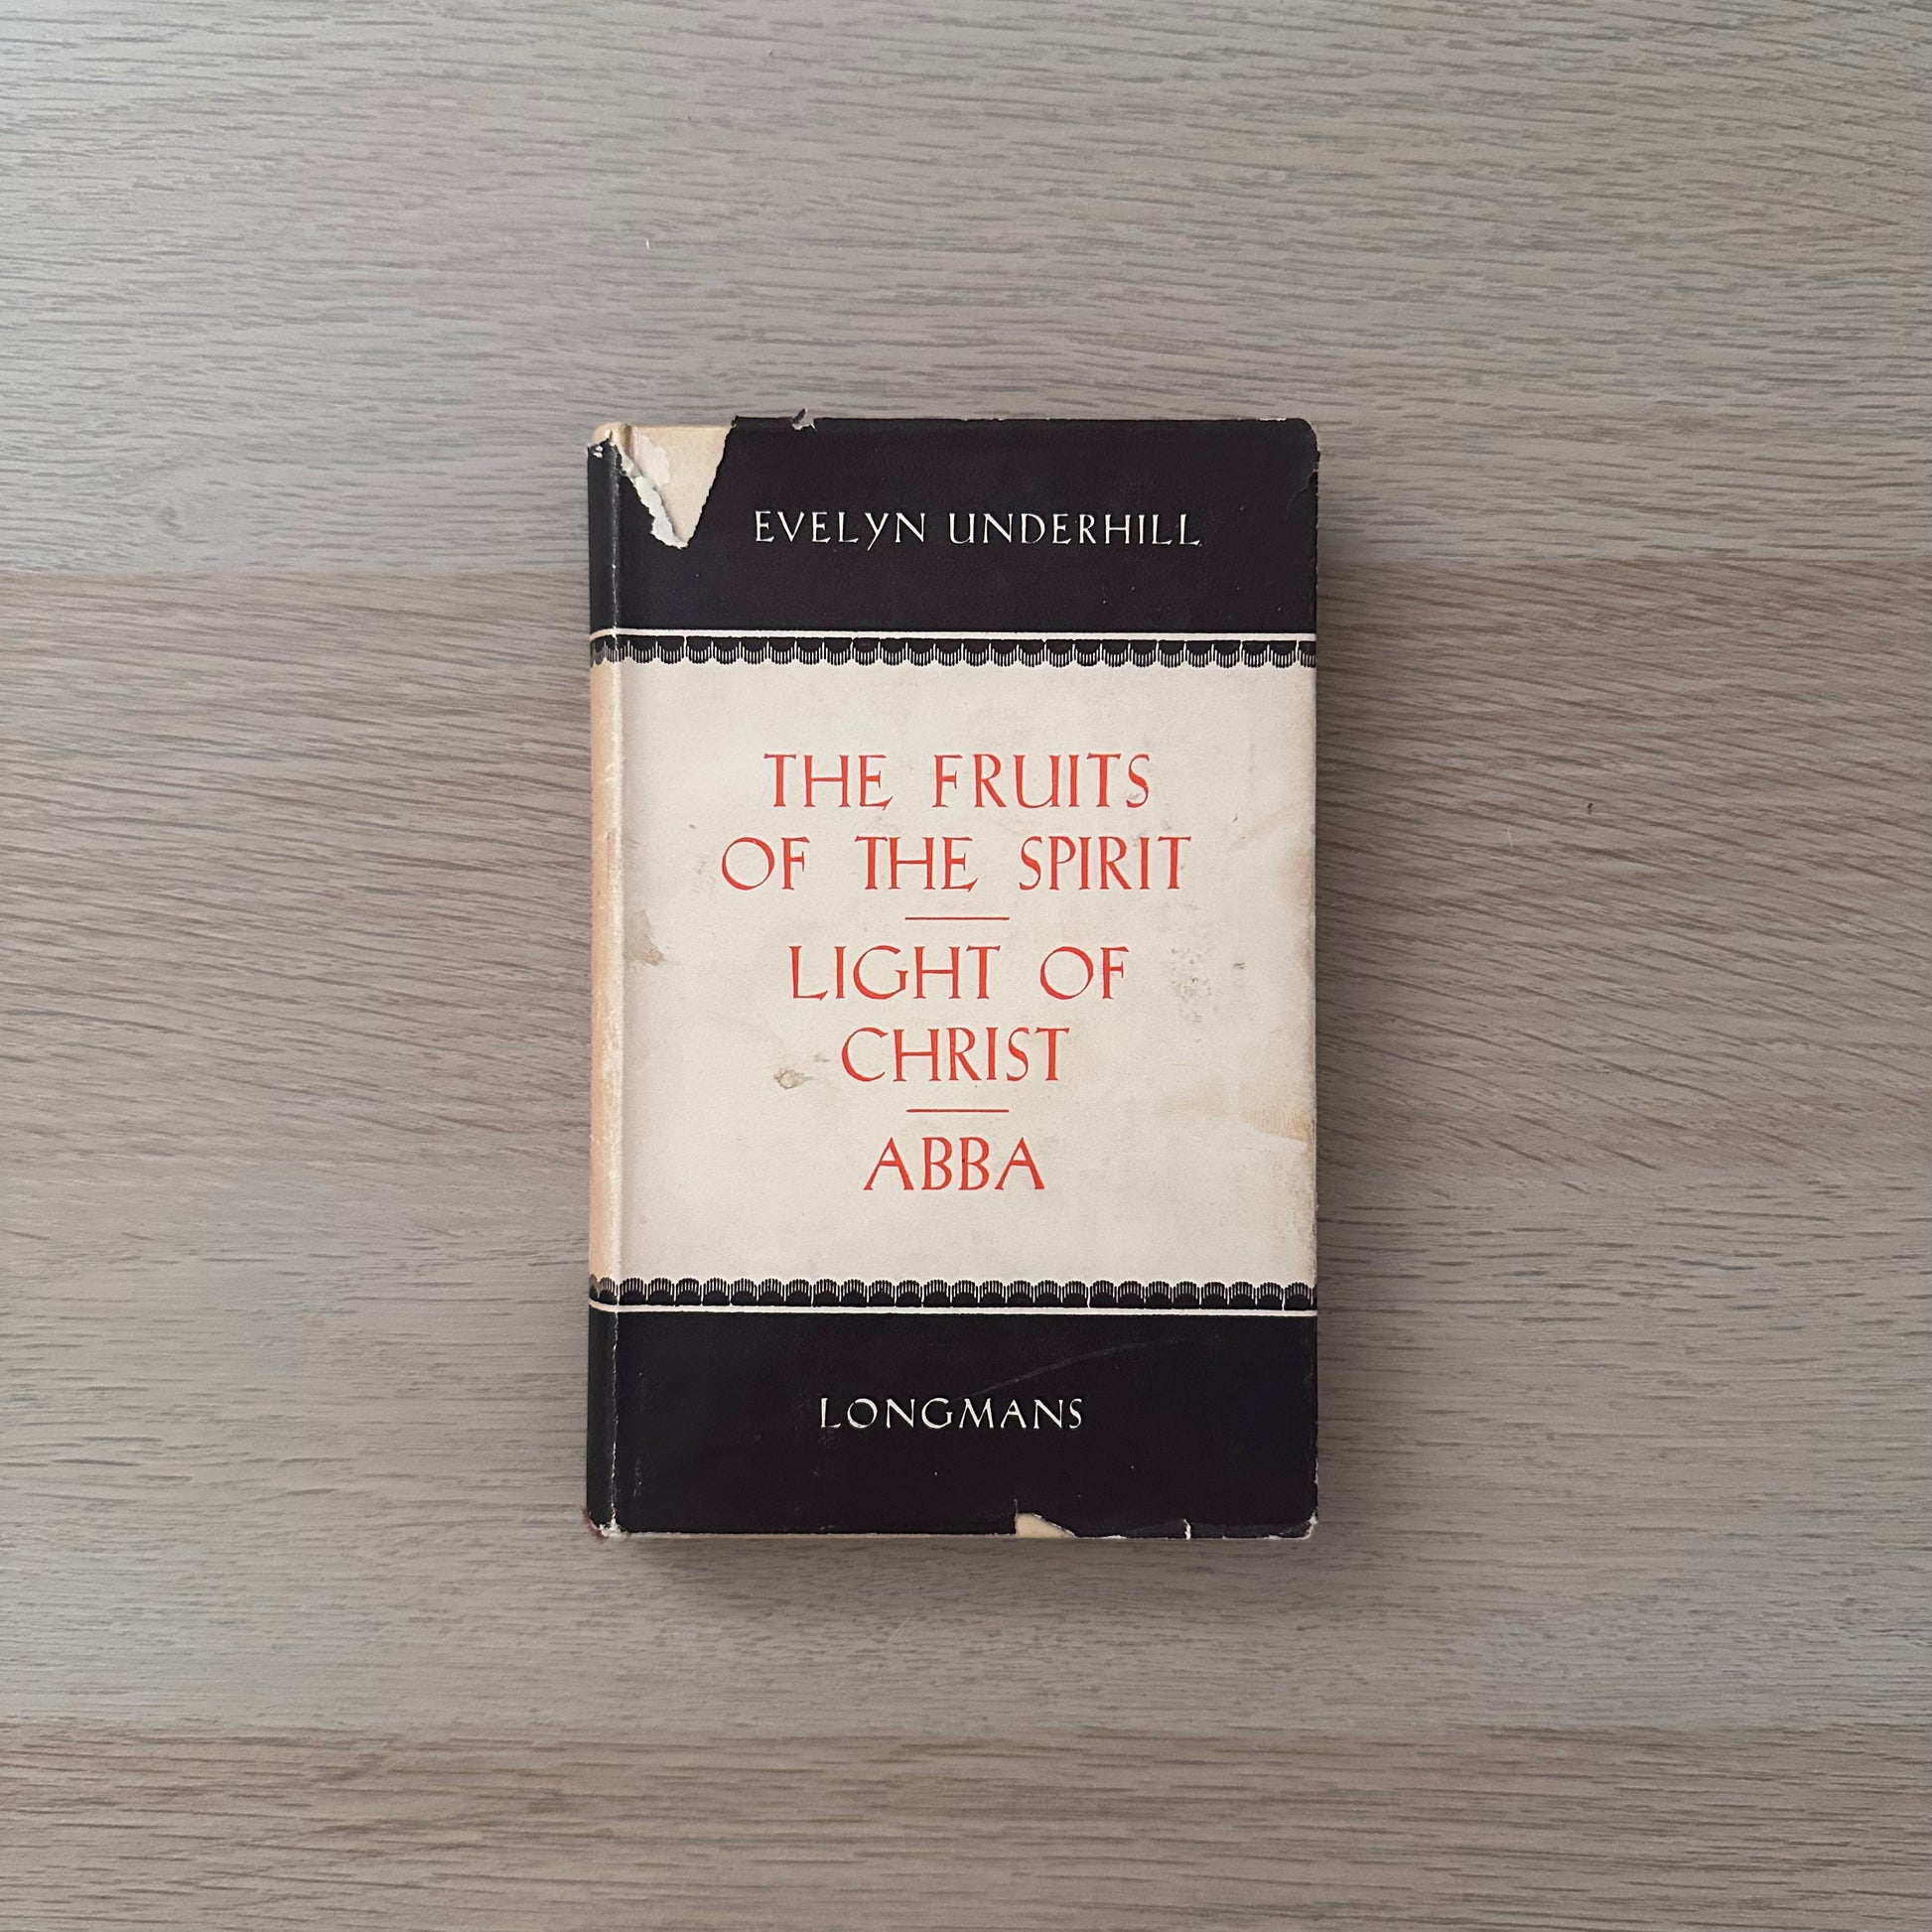 EVELYN UNDERHILL
THE FRUITS
OF THE SPIRIT
LIGHT OF
CHRIST
ABBA
LONGMANS